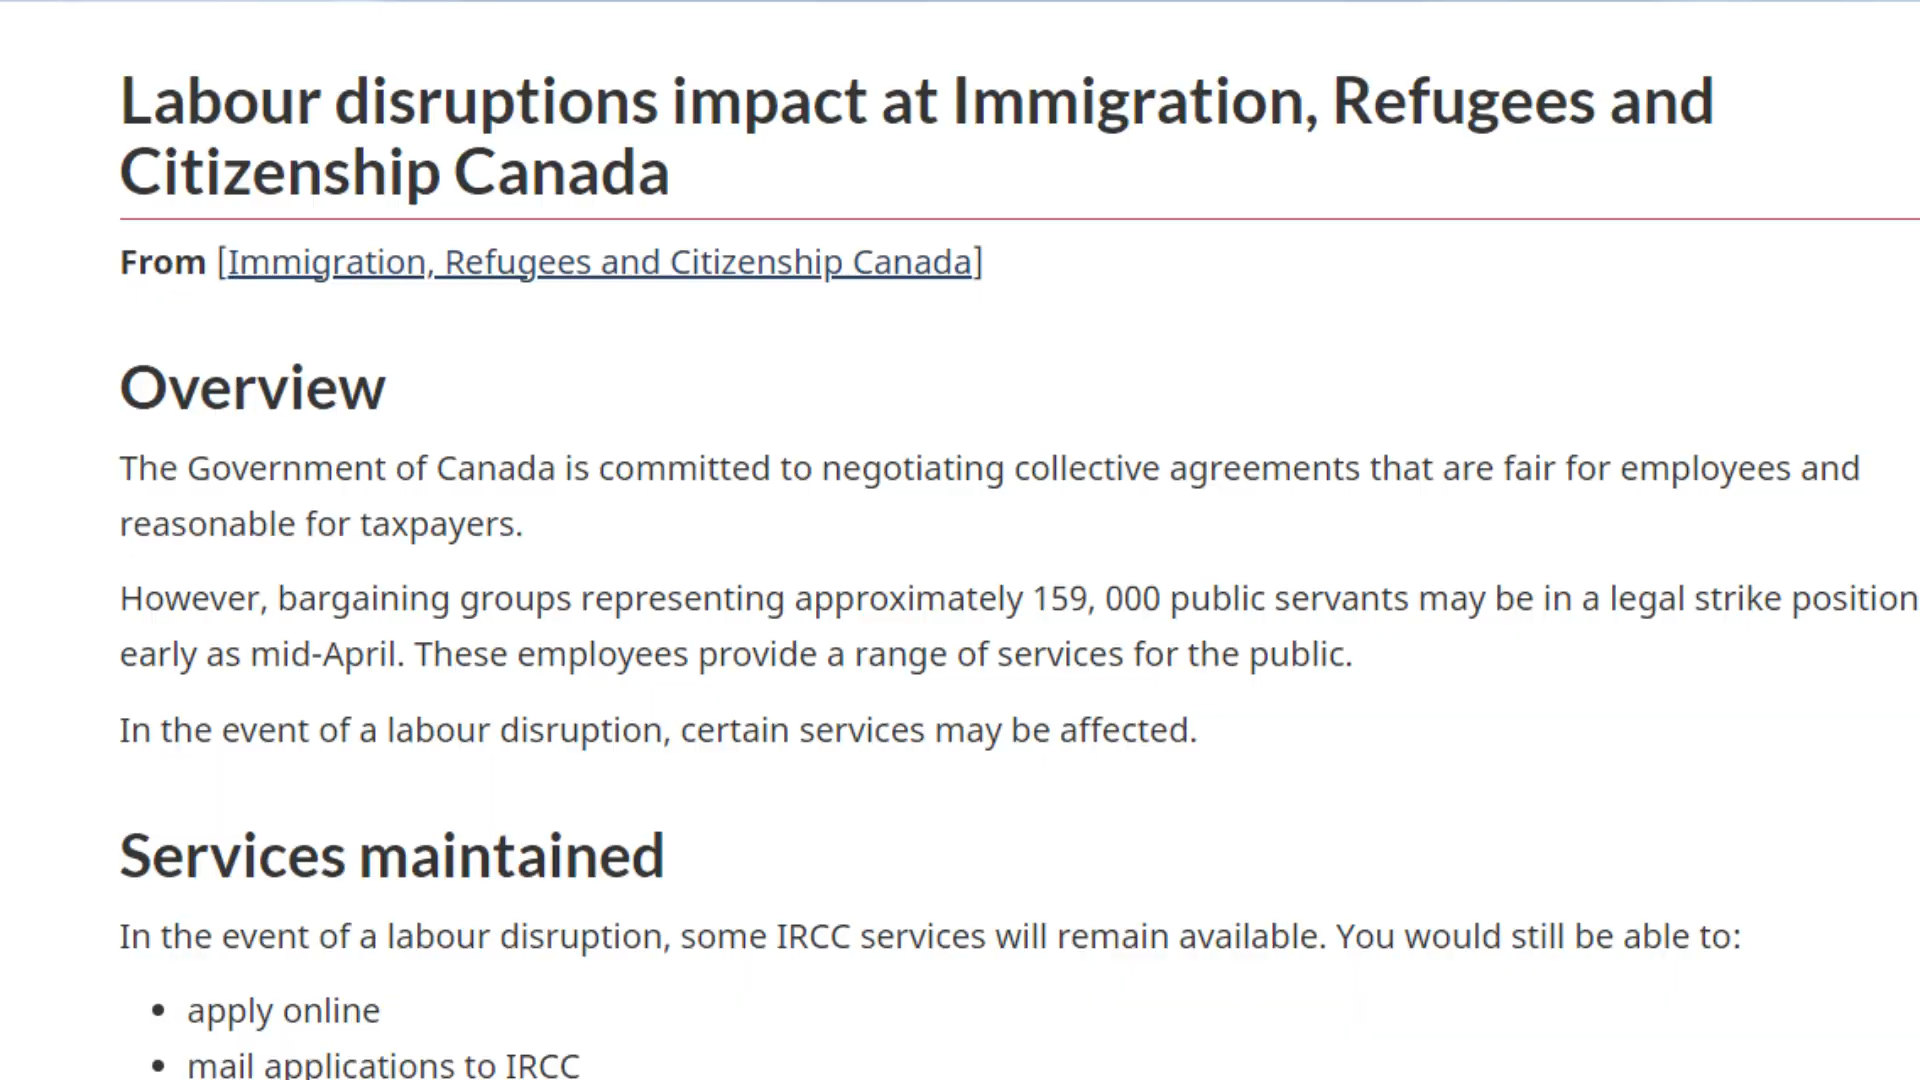 Labour disruptions impact at Immigration, Refugees and
Citizenship Canada
From [Immigration, Refugees and Citizenship Canada]
Overview
The Government of Canada is committed to negotiating collective agreements that are fair for employees and
reasonable for taxpayers.
However, bargaining groups representing approximately 159, 000 public servants may be in a legal strike position
early as mid-April. These employees provide a range of services for the public.
In the event of a labour disruption, certain services may be affected.
Services maintained
In the event of a labour disruption, some IRCC services will remain available. You would still be able to:
• apply online
• mail applications to IRCC